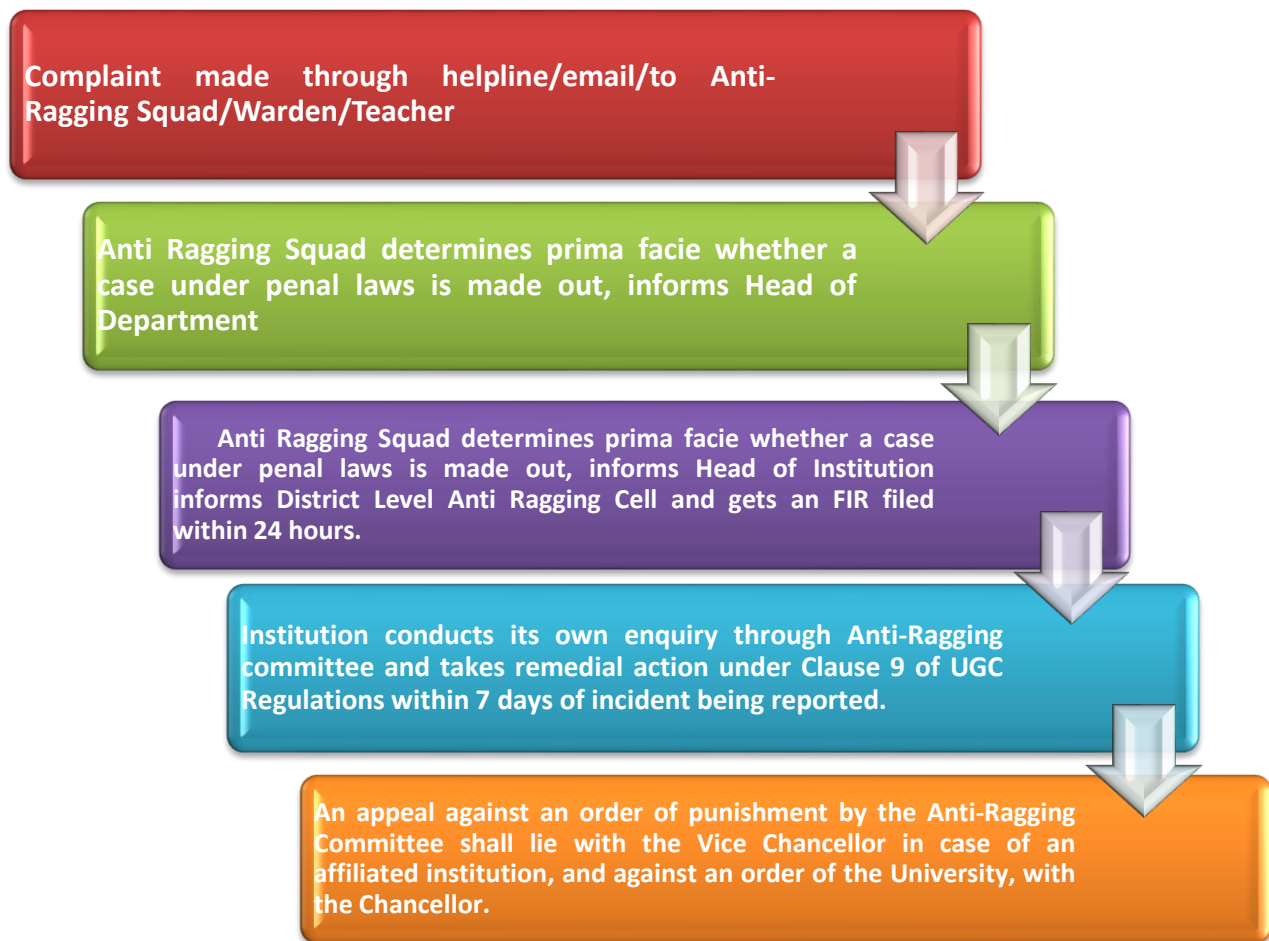 Complaint made through helpline/email/to Anti-
Ragging Squad/Warden/Teacher
Anti Ragging Squad determines prima facie whether a
case under penal laws is made out, informs Head of
Department
Anti Ragging Squad determines prima facie whether a case
under penal laws is made out, informs Head of Institution
informs District Level Anti Ragging Cell and gets an FIR filed
within 24 hours.
Institution conducts its own enquiry through Anti-Ragging
committee and takes remedial action under Clause 9 of UGC
Regulations within 7 days of incident being reported.
An appeal against an order of punishment by the Anti-Ragging
Committee shall lie with the Vice Chancellor in case of an
affiliated institution, and against an order of the University, with
the Chancellor.